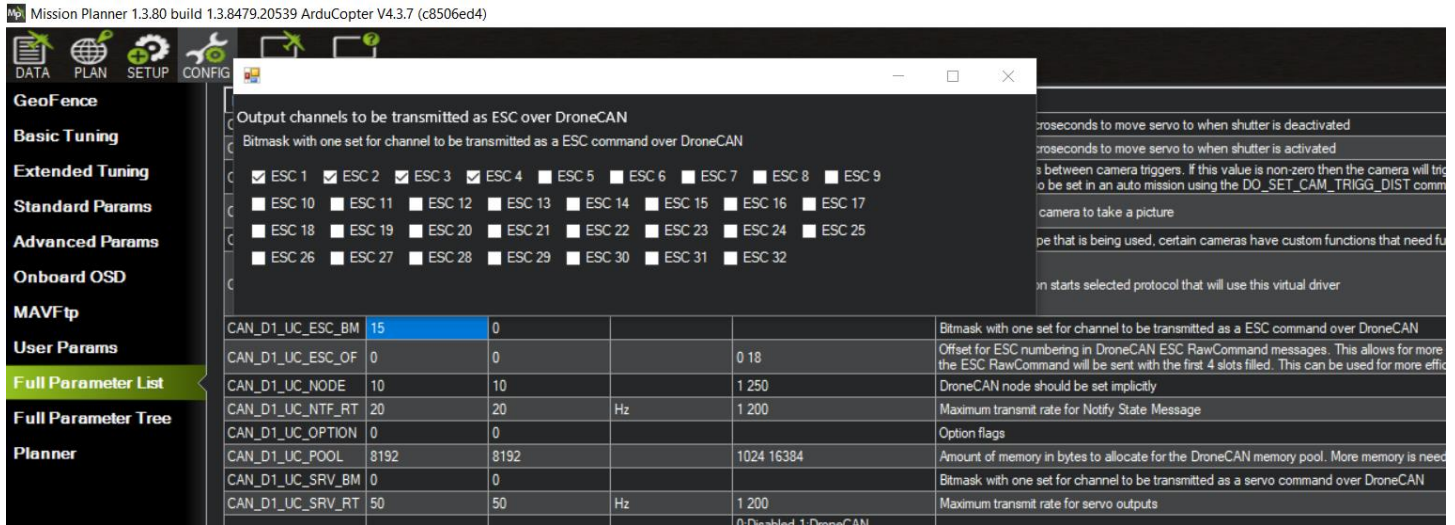 Mission Planner 1.3.80 build 1.3.8479.20539 ArduCopter V4.3.7 (c8506ed4)
DATA PLAN SETUP CONFIG
GeoFence
Basic Tuning
Extended Tuning
Standard Params
Advanced Params
Onboard OSD
MAVFtp
User Params
Full Parameter List
Full Parameter Tree
Planner
Output channels to be transmitted as ESC over DroneCAN
Bitmask with one set for channel to be transmitted as a ESC command over DroneCAN
ESC 1 ESC 2 ESC 3 ESC 4 ESC 5 ESC 6 ESC 7 ESC 8 ESC 9
ESC 10 ESC 11 ESC 12 ESC 13 ESC 14 ESC 15 ESC 16 ESC 17
ESC 18 ESC 19 ESC 20 ESC 21 ESC 22 ESC 23 ESC 24 ESC 25
ESC 26 ESC 27 ESC 28 ESC 29 ESC 30 ESC 31 ESC 32
croseconds to move servo to when shutter is deactivated
croseconds to move servo to when shutter is activated
s between camera triggers. If this value is non-zero then the camera will trig
o be set in an auto mission using the DO_SET_CAM_TRIGG_DIST comm
camera to take a picture
pe that is being used, certain cameras have custom functions that need fu
on starts selected protocol that will use this virtual driver
CAN_D1_UC_ESC_BM 15 0 Bitmask with one set for channel to be transmitted as a ESC command over DroneCAN
CAN_D1_UC_ESC_OF 0 0 0 18 Offset for ESC numbering in DroneCAN ESC RawCommand messages. This allows for more
the ESC RawCommand will be sent with the first 4 slots filled. This can be used for more effic
CAN_D1_UC_NODE 10 10 1 250 DroneCAN node should be set implicitly
CAN_D1_UC_NTF_RT 20 20 Hz 1 200 Maximum transmit rate for Notify State Message
CAN_D1_UC_OPTION 0 0 Option flags
CAN_D1_UC_POOL 8192 8192 1024 16384 Amount of memory in bytes to allocate for the DroneCAN memory pool. More memory is need
CAN_D1_UC_SRV_BM 0 0 Bitmask with one set for channel to be transmitted as a servo command over DroneCAN
CAN_D1_UC_SRV_RT 50 50 Hz 1 200 Maximum transmit rate for servo outputs
0:Disabled 1:DroneCAN